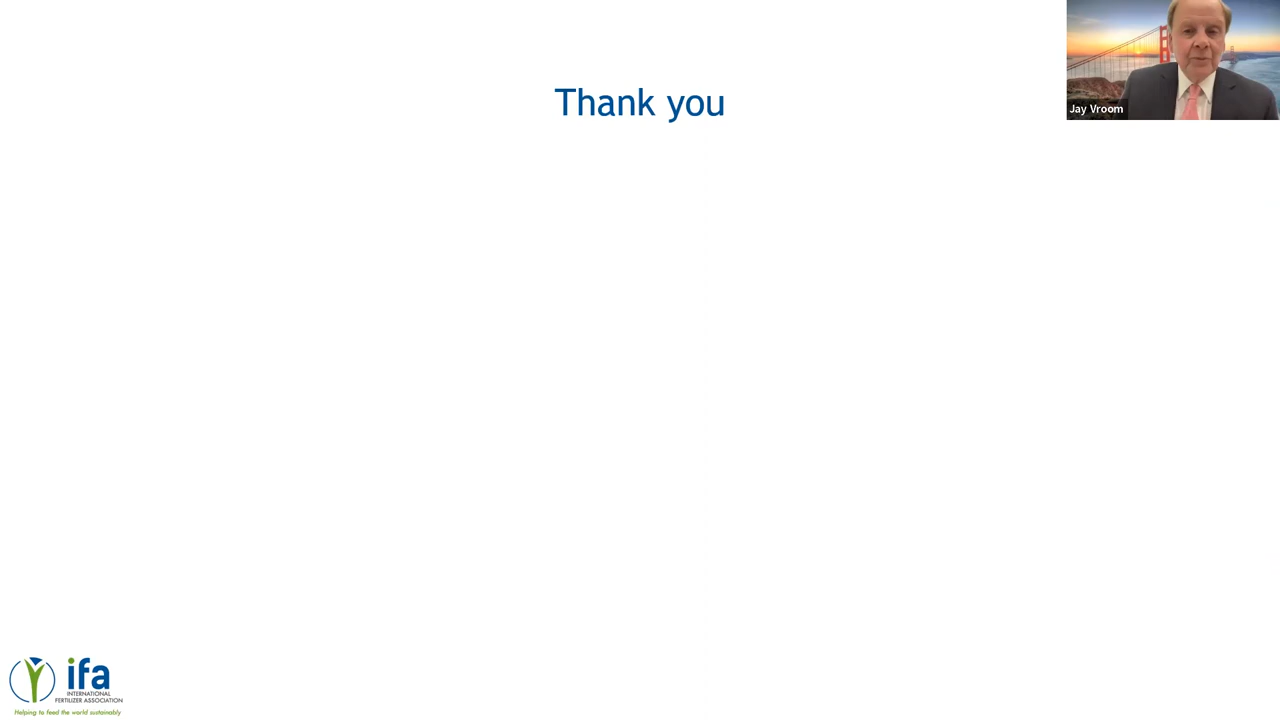 Thank you
Jay Vroom
ifa
INTERNATIONAL
FERTILIZER ASSOCIATION
Helping to feed the world sustainably